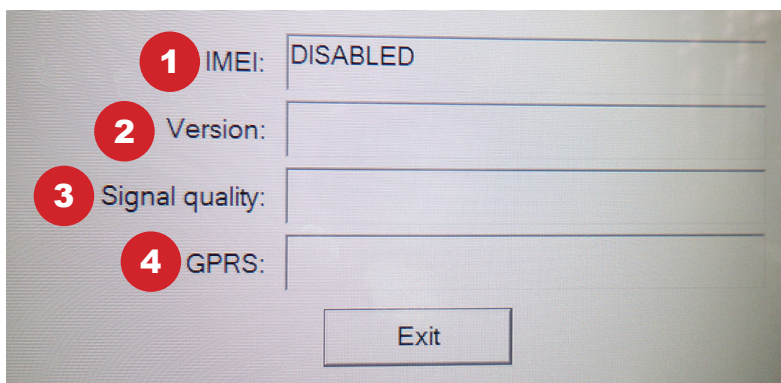 1 IMEI: DISABLED
2 Version:
3 Signal quality:
4 GPRS:
Exit